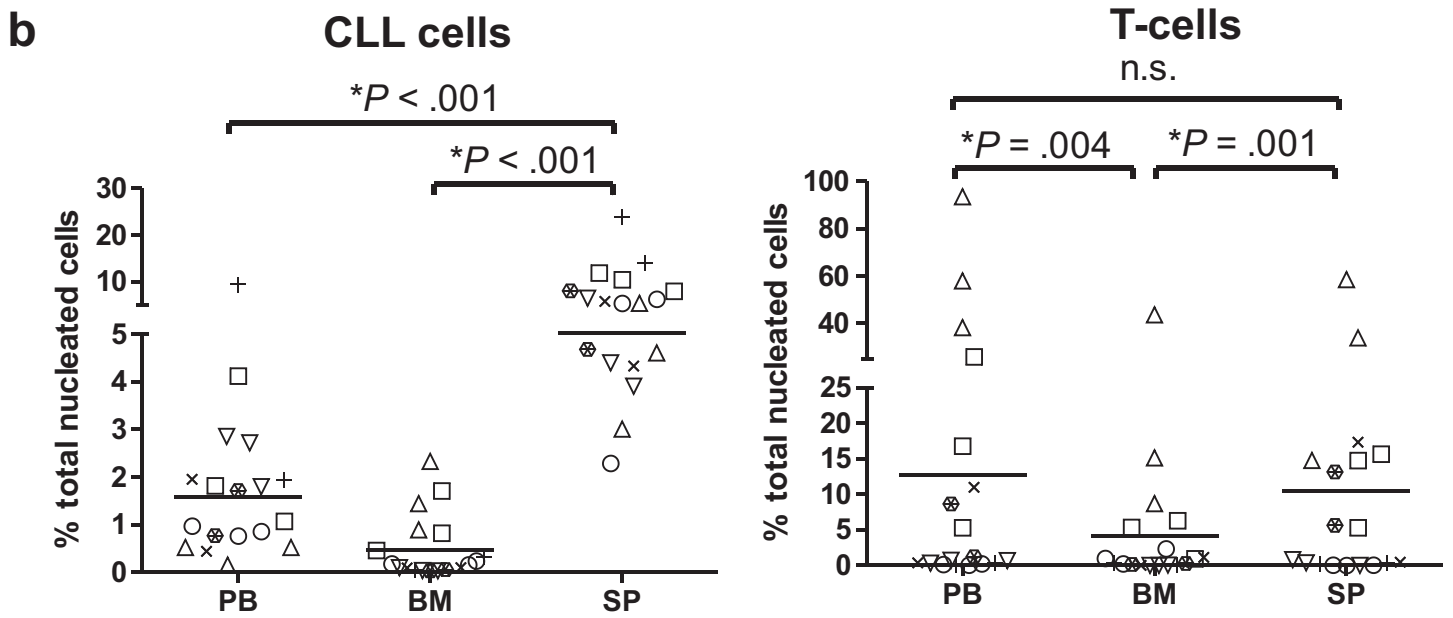 b
CLL cells
*P < .001
*P < .001
% total nucleated cells
30
20
10
5
4
3
2
1
0
PB BM SP
T-cells
n.s.
*P = .004 *P = .001
% total nucleated cells
100
80
60
40
25
20
15
10
5
0
PB BM SP